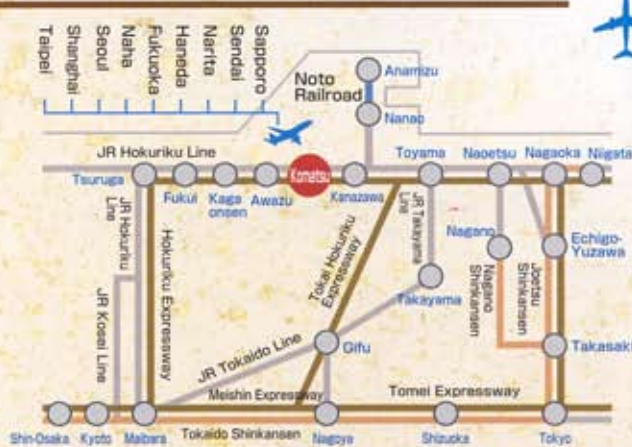 Taipei
Shanghai
Seoul
Naha
Fukuoka
Haneda
Narita
Sendai
Sapporo
Noto
Railroad
Anamizu
Nanao
JR Hokuriku Line
Toyama
Naoetsu
Nagaoka
Niigata
Tsuruga
Fukui
Kaga
onsen
Awazu
Komatsu
Kanazawa
JR Hokuriku
Line
Hokuriku Expressway
Tokai Hokuriku
Expressway
JR Takayama
Line
Nagano
Nagano
Shinkansen
Joetsu
Shinkansen
Echigo-
Yuzawa
Takayama
JR Kosei Line
JR Tokaido Line
Gifu
Takasaki
Meishin Expressway
Tomei Expressway
Shin-Osaka
Kyoto
Maibara
Tokaido Shinkansen
Nagoya
Shizuoka
Tokyo